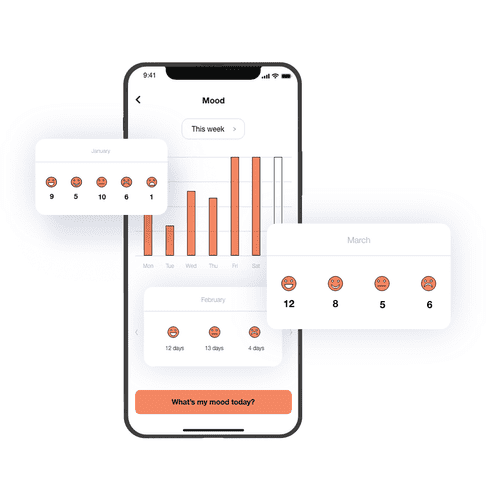 9:41
Mood
This week
January
9 5 10 6 1
Mon Tue Wed Thu Fri Sat
March
12 8 5 6
February
12 days 13 days 4 days
What's my mood today?